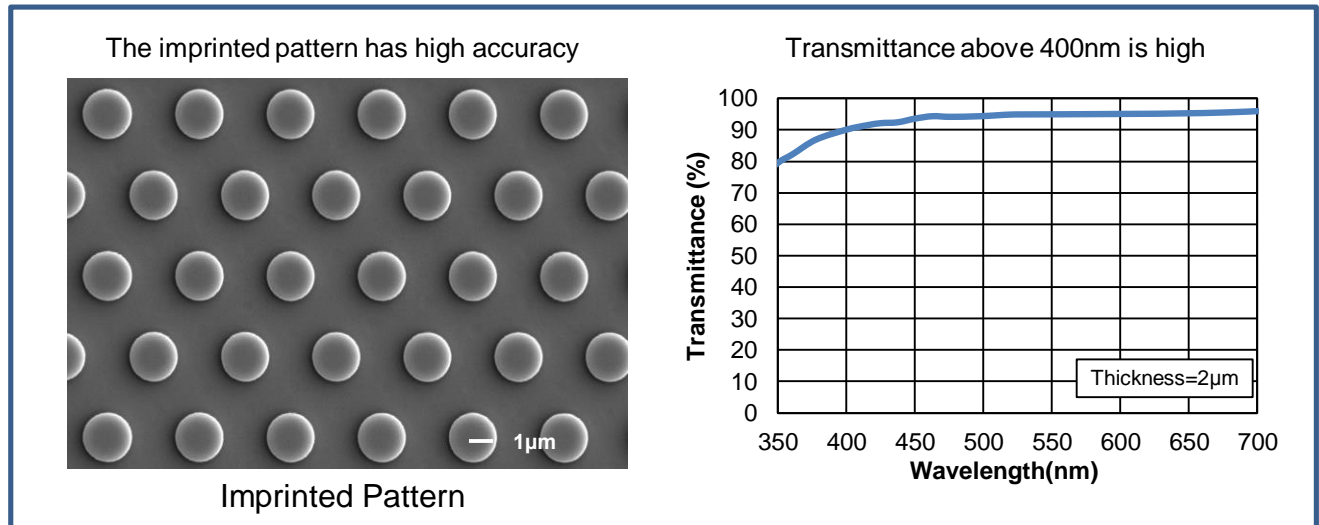 The imprinted pattern has high accuracy
1µm
Imprinted Pattern
Transmittance above 400nm is high
Transmittance (%)
100
90
80
70
60
50
40
30
20
10
0
Thickness=2µm
350 400 450 500 550 600 650 700
Wavelength(nm)